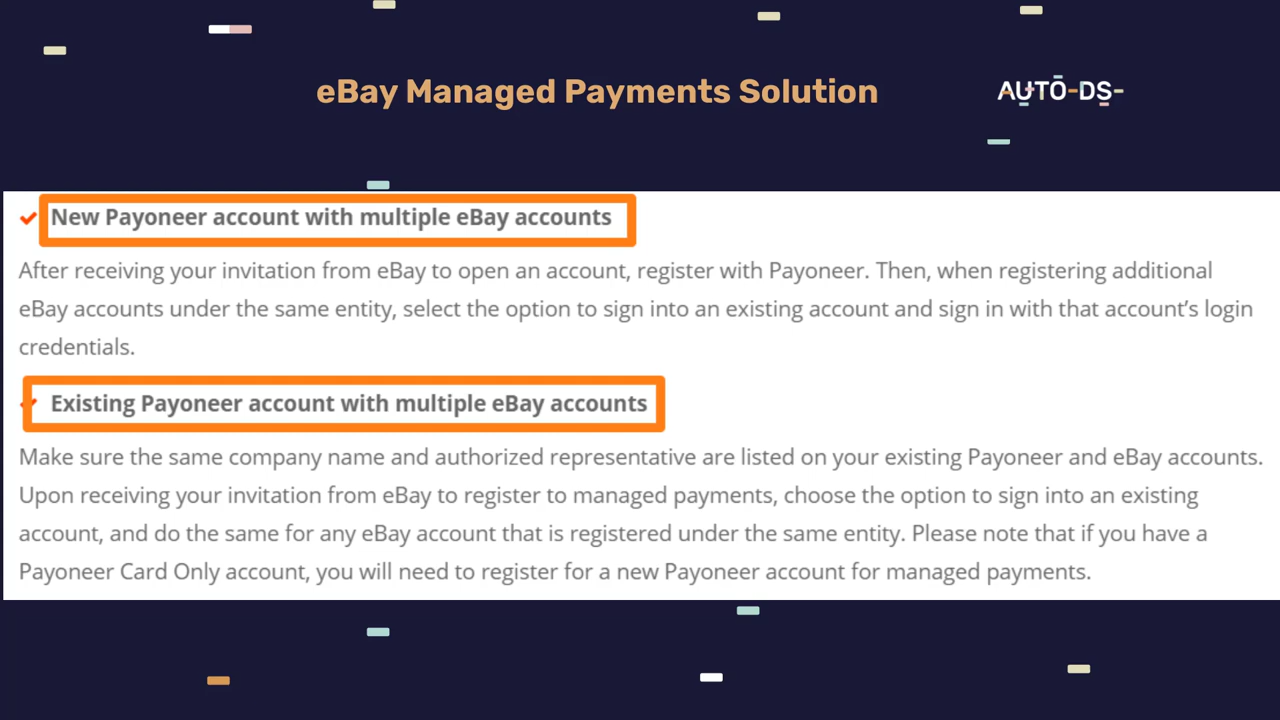 eBay Managed Payments Solution
AUTO-DS-
New Payoneer account with multiple eBay accounts
After receiving your invitation from eBay to open an account, register with Payoneer. Then, when registering additional
eBay accounts under the same entity, select the option to sign into an existing account and sign in with that account’s login
credentials.
Existing Payoneer account with multiple eBay accounts
Make sure the same company name and authorized representative are listed on your existing Payoneer and eBay accounts.
Upon receiving your invitation from eBay to register to managed payments, choose the option to sign into an existing
account, and do the same for any eBay account that is registered under the same entity. Please note that if you have a
Payoneer Card Only account, you will need to register for a new Payoneer account for managed payments.